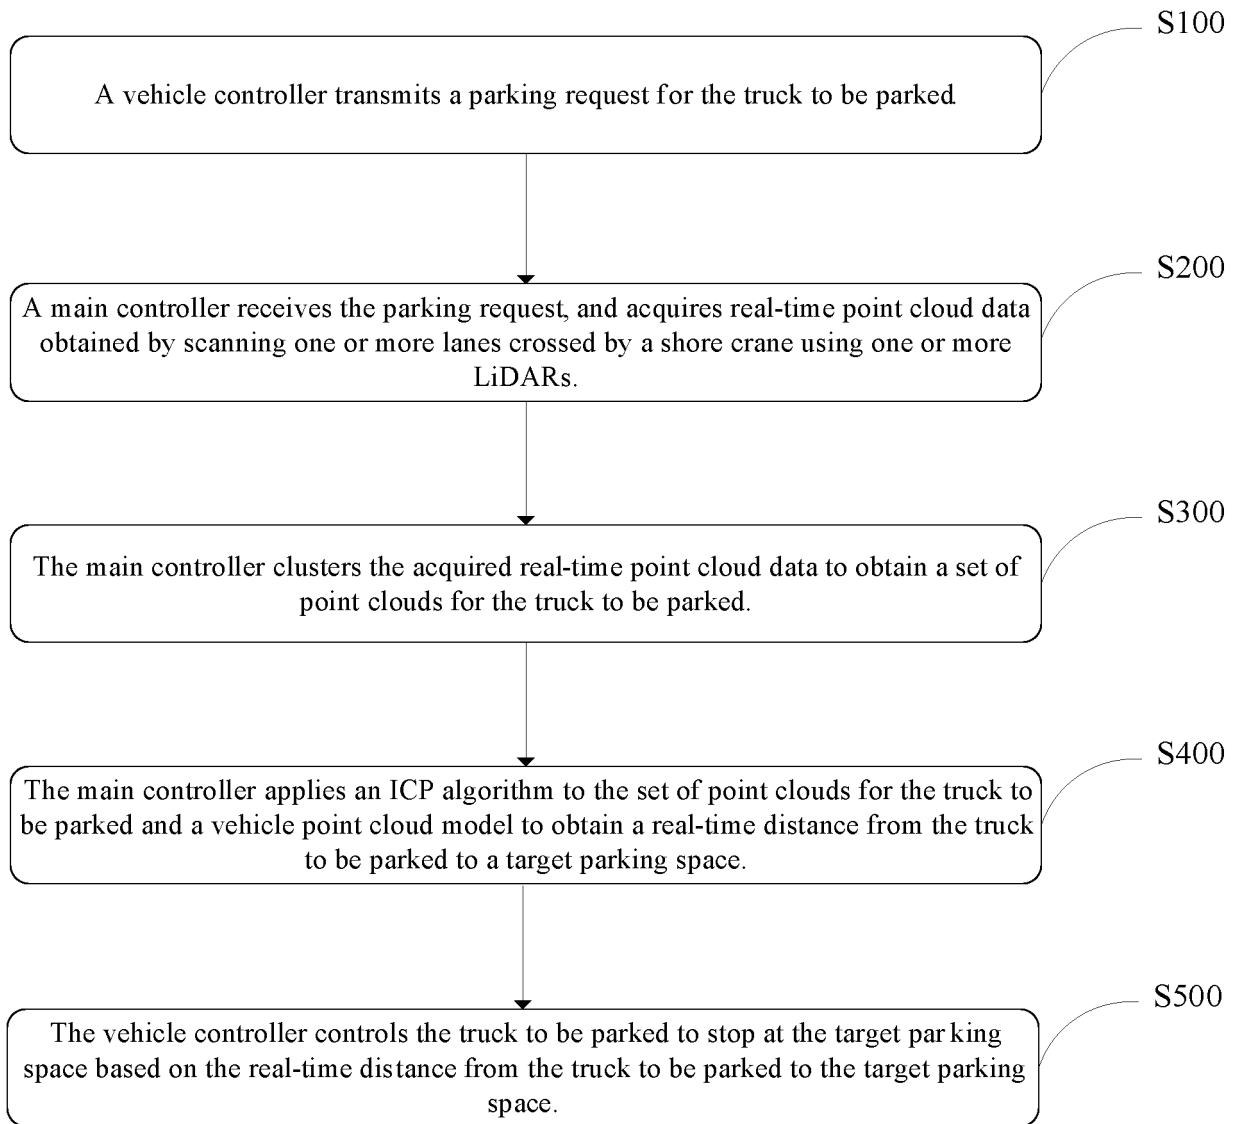 S100
A vehicle controller transmits a parking request for the truck to be parked.
S200
A main controller receives the parking request, and acquires real-time point cloud data
obtained by scanning one or more lanes crossed by a shore crane using one or more
LiDARs.
S300
The main controller clusters the acquired real-time point cloud data to obtain a set of
point clouds for the truck to be parked.
S400
The main controller applies an ICP algorithm to the set of point clouds for the truck to
be parked and a vehicle point cloud model to obtain a real-time distance from the truck
to be parked to a target parking space.
S500
The vehicle controller controls the truck to be parked to stop at the target parking
space based on the real-time distance from the truck to be parked to the target parking
space.